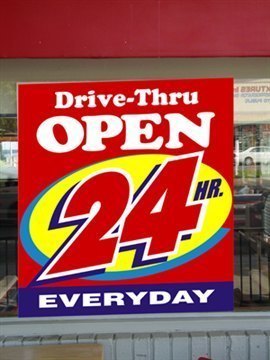 Drive-Thru
OPEN
24 HR.
EVERYDAY